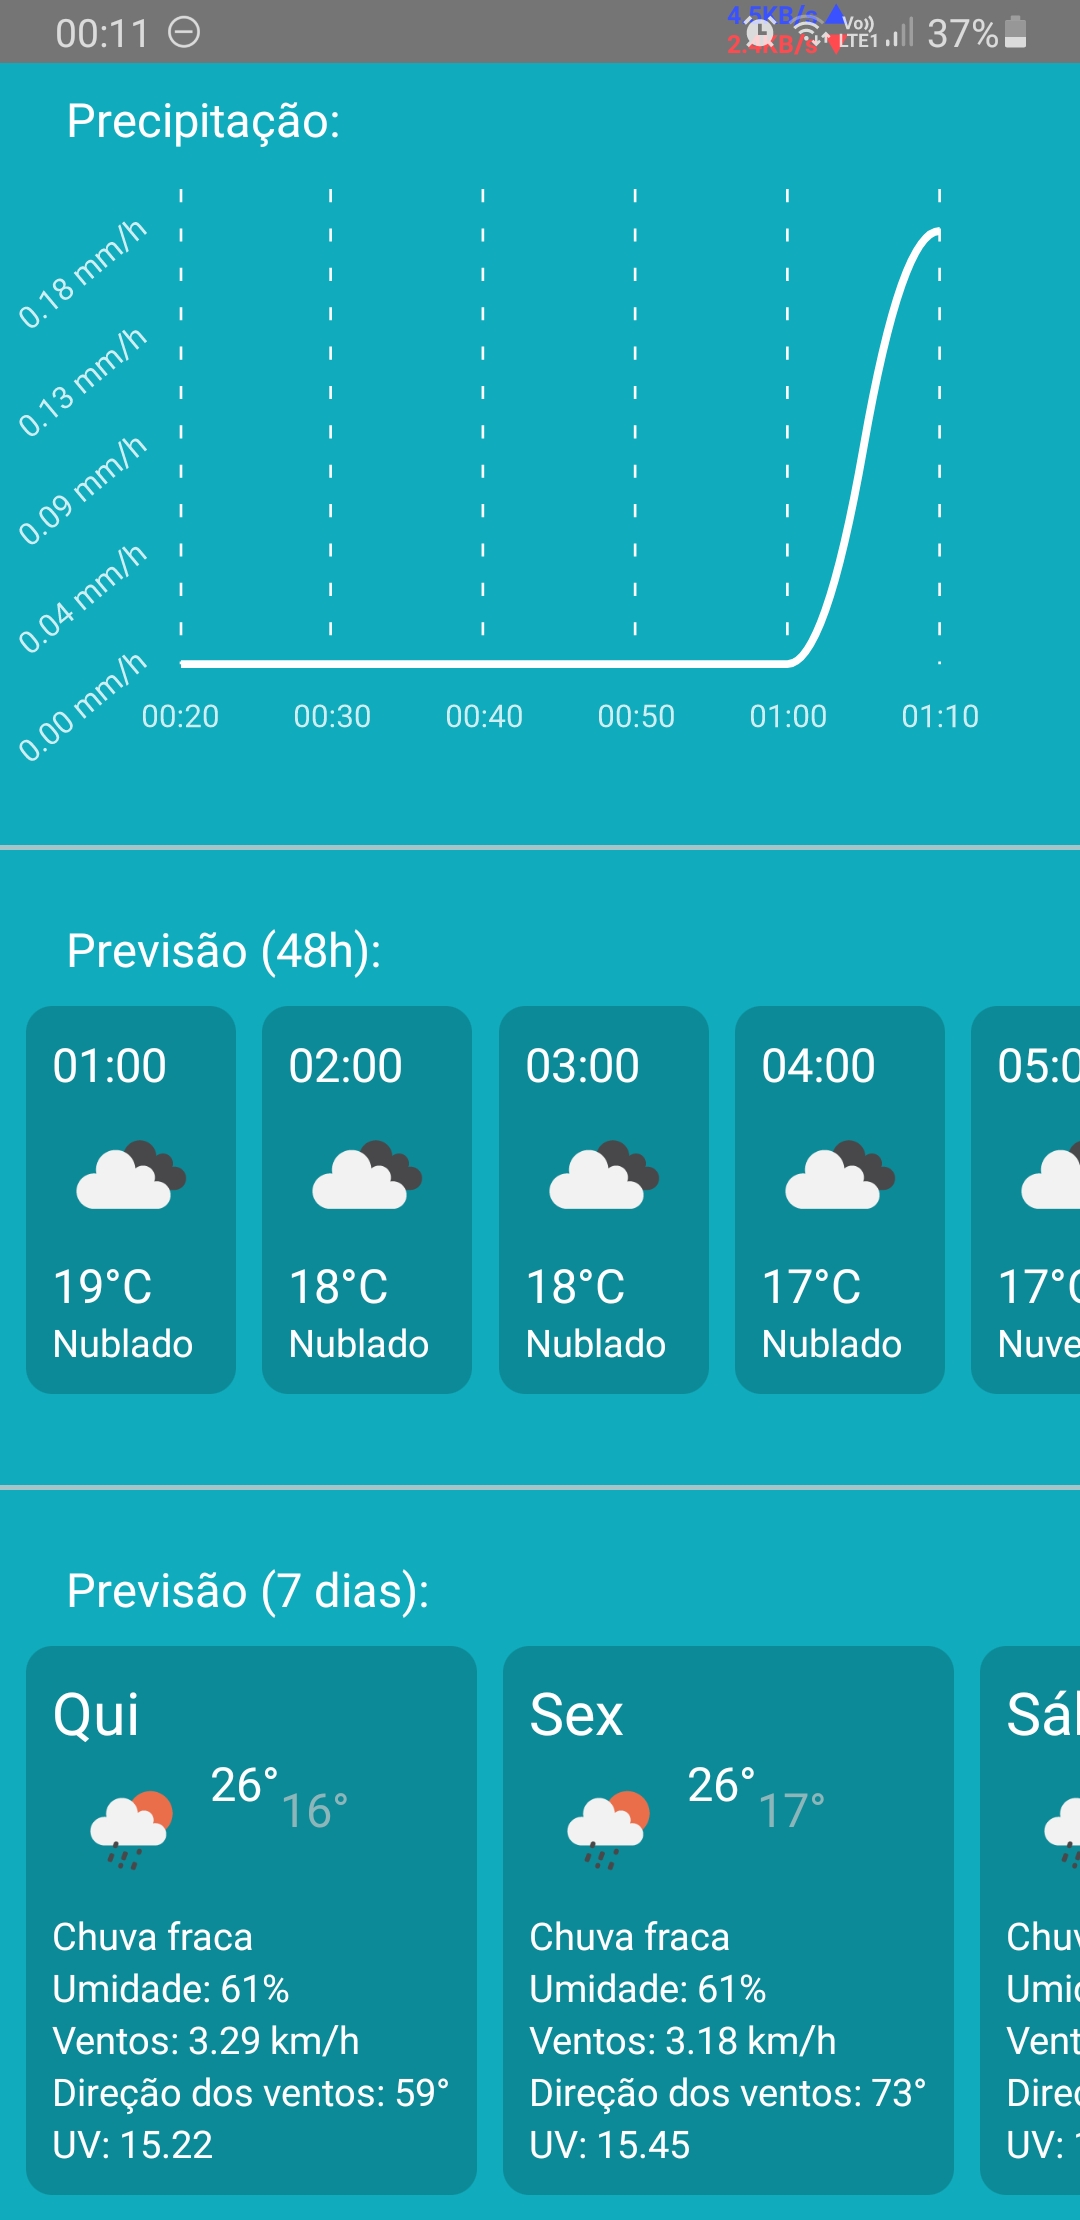 00:11
4.5KB/s
2.4KB/s
Vo))
LTE1
37%
Precipitação:
0.18 mm/h
0.13 mm/h
0.09 mm/h
0.04 mm/h
0.00 mm/h
00:20 00:30 00:40 00:50 01:00 01:10
Previsão (48h):
01:00
19°C
Nublado
02:00
18°C
Nublado
03:00
18°C
Nublado
04:00
17°C
Nublado
05:0
17°C
Nuve
Previsão (7 dias):
Qui
26° 16°
Chuva fraca
Umidade: 61%
Ventos: 3.29 km/h
Direção dos ventos: 59°
UV: 15.22
Sex
26° 17°
Chuva fraca
Umidade: 61%
Ventos: 3.18 km/h
Direção dos ventos: 73°
UV: 15.45
Sá
Chuv
Umid
Vent
Direç
UV: 1